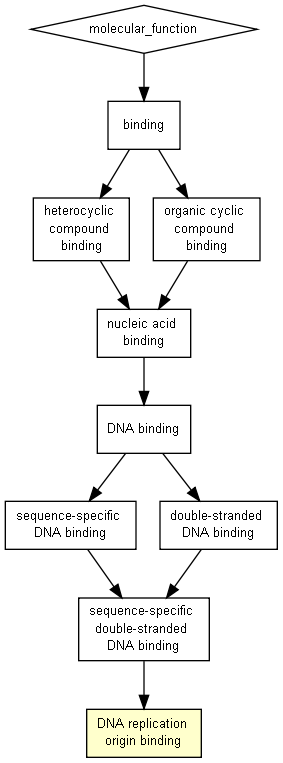 molecular_function
binding
heterocyclic
compound
binding
organic cyclic
compound
binding
nucleic acid
binding
DNA binding
sequence-specific
DNA binding
double-stranded
DNA binding
sequence-specific
double-stranded
DNA binding
DNA replication
origin binding